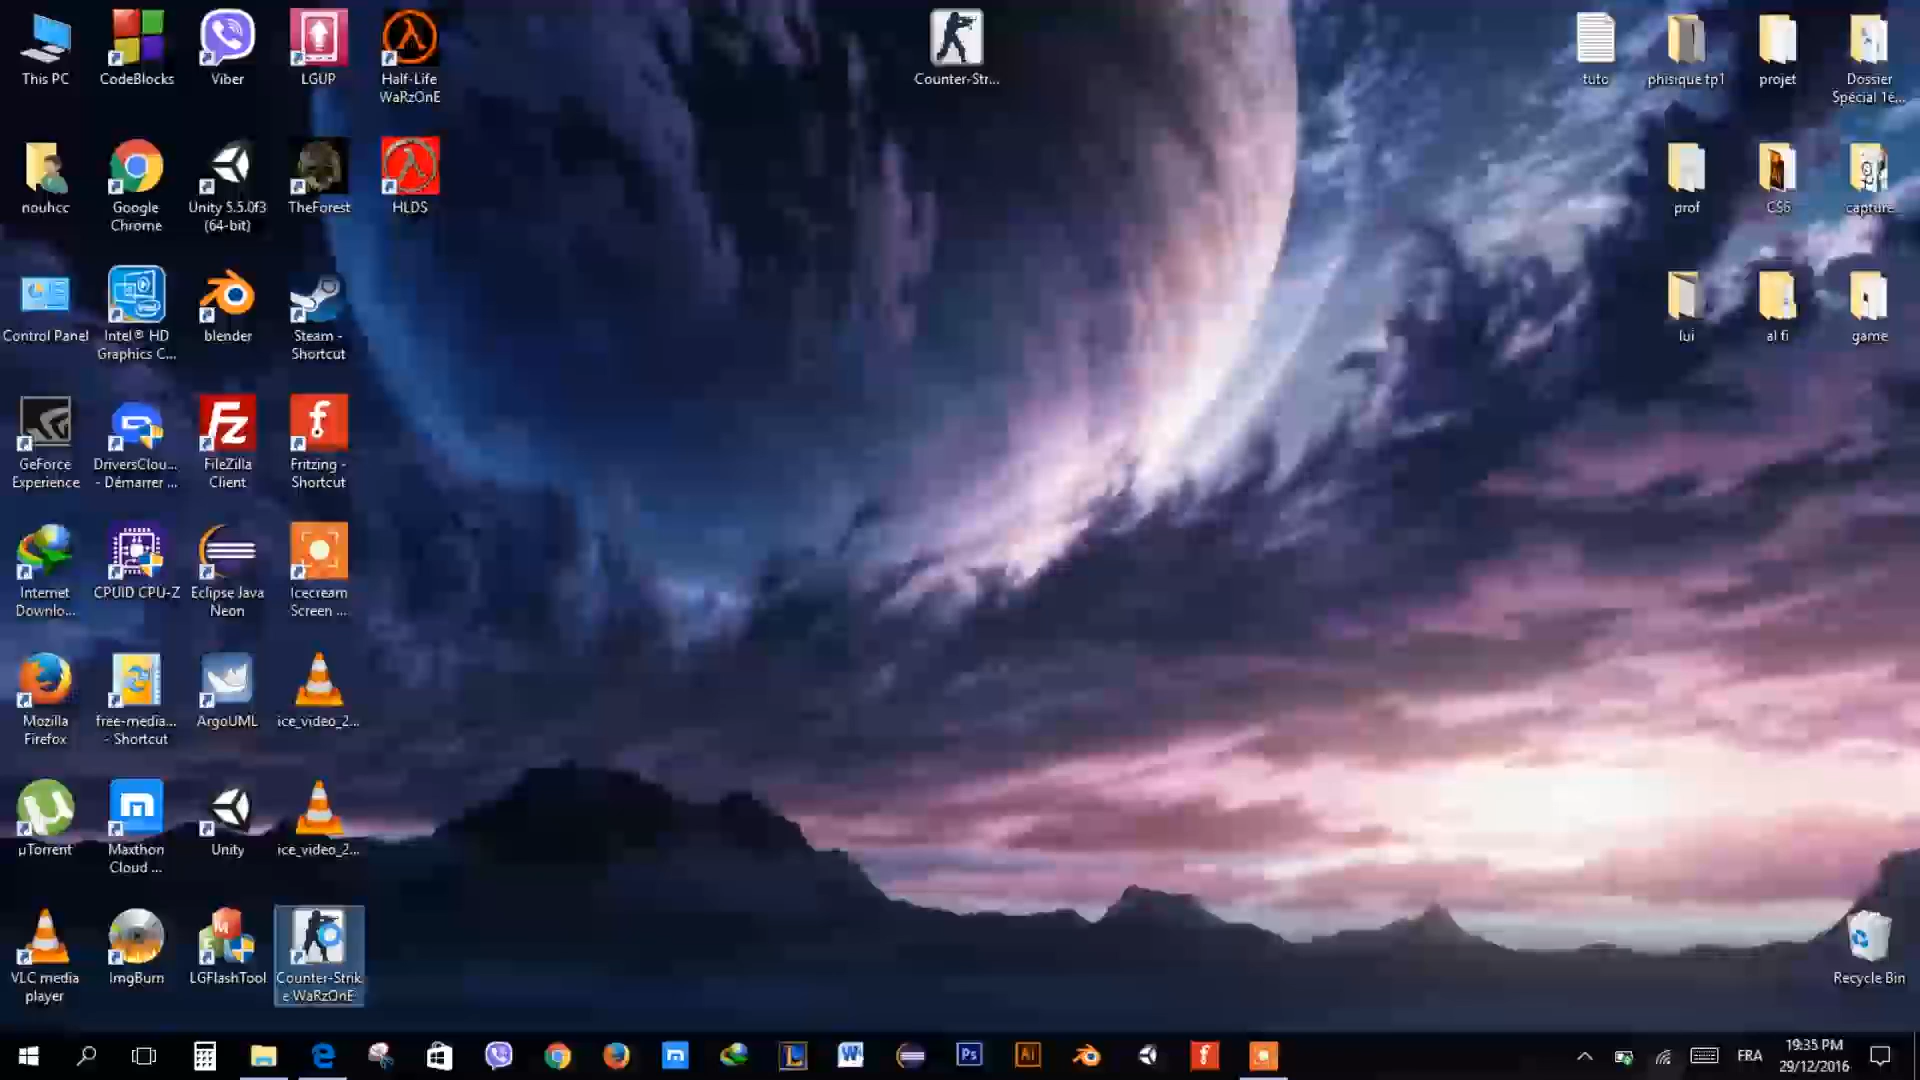 This PC
CodeBlocks
Viber
LGUP
Half-Life
WaRzOnE
Counter-Str...
tuto
phisique tp1
projet
Dossier
Spécial 1é...
nouhcc
Google
Chrome
Unity 5.5.0f3
(64-bit)
TheForest
HLDS
prof
CS6
capture
Control Panel
Intel® HD
Graphics C...
blender
Steam -
Shortcut
lui
al fi
game
GeForce
Experience
DriversClou...
- Démarrer ...
FileZilla
Client
Fritzing -
Shortcut
Internet
Downlo...
CPUID CPU-Z
Eclipse Java
Neon
Icecream
Screen ...
Mozilla
Firefox
free-media...
- Shortcut
ArgoUML
ice_video_2...
µTorrent
Maxthon
Cloud ...
Unity
ice_video_2...
VLC media
player
ImgBurn
LGFlashTool
Counter-Strik
e WaRzOnE
Recycle Bin
FRA
19:35 PM
29/12/2016